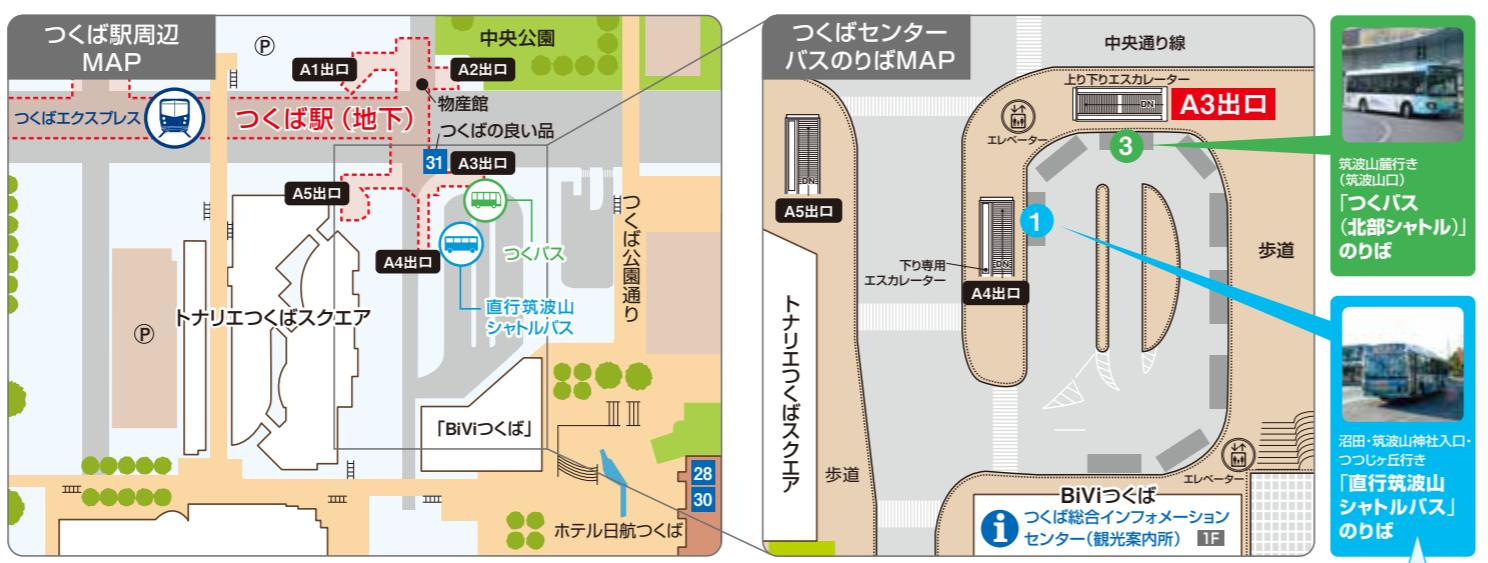 つくば駅周辺
MAP
Ⓟ
中央公園
A1出口
A2出口
物産館
つくばエクスプレス
つくば駅（地下）
つくばの良い品
31
A3出口
A5出口
つくバス
A4出口
つくば公園通り
直行筑波山
シャトルバス
トナリエつくばスクエア
Ⓟ
「BiViつくば」
28
30
ホテル日航つくば
つくばセンター
バスのりばMAP
中央通り線
上り下りエスカレーター
DN
A3出口
エレベーター
3
DN
A5出口
1
DN
下り専用
エスカレーター
A4出口
歩道
トナリエつくばスクエア
歩道
エレベーター
BiViつくば
i
つくば総合インフォメーション
センター（観光案内所） 1F
筑波山麓行き
（筑波山口）
「つくバス
（北部シャトル）」
のりば
沼田・筑波山神社入口・
つつじヶ丘行き
「直行筑波山
シャトルバス」
のりば